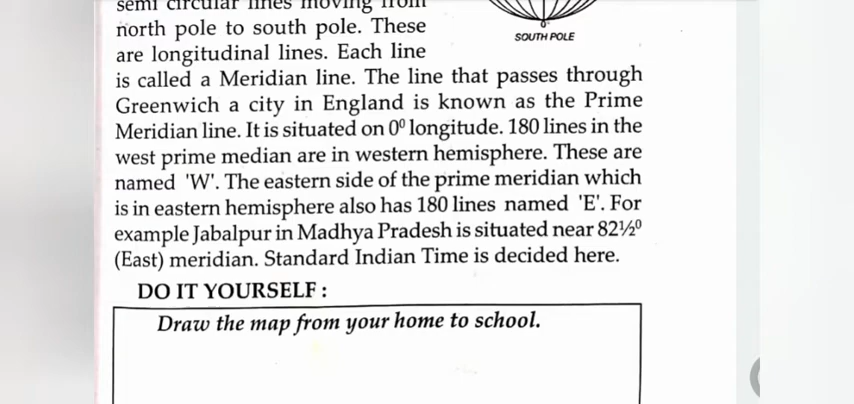 semi circular lines moving from
north pole to south pole. These
are longitudinal lines. Each line
SOUTH POLE
is called a Meridian line. The line that passes through
Greenwich a city in England is known as the Prime
Meridian line. It is situated on 0⁰ longitude. 180 lines in the
west prime median are in western hemisphere. These are
named 'W'. The eastern side of the prime meridian which
is in eastern hemisphere also has 180 lines named 'E'. For
example Jabalpur in Madhya Pradesh is situated near 82½⁰
(East) meridian. Standard Indian Time is decided here.
DO IT YOURSELF :
Draw the map from your home to school.